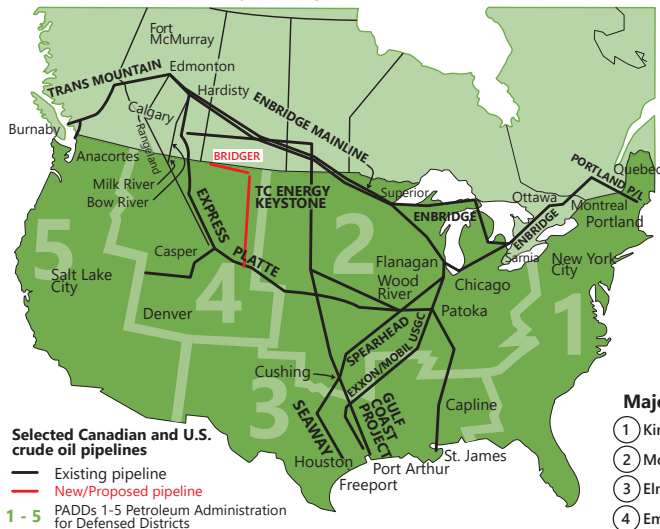 Fort
McMurray
TRANS MOUNTAIN
Edmonton
Hardisty
Calgary
Rangeland
ENBRIDGE MAINLINE
Burnaby
Anacortes
BRIDGER
Milk River
Bow River
TC ENERGY
KEYSTONE
Superior
ENBRIDGE
Ottawa
PORTLAND P/L
Quebec
Montreal
Portland
ENBRIDGE
Sarnia
New York
City
EXPRESS
PLATTE
Casper
Salt Lake
City
Denver
Flanagan
Wood
River
Chicago
Patoka
5
4
2
3
1
SPEARHEAD
EXXON/MOBIL USGC
Cushing
SEAWAY
GULF
COAST
PROJECT
Capline
Houston
Freeport
Port Arthur
St. James
Selected Canadian and U.S.
crude oil pipelines
Existing pipeline
New/Proposed pipeline
1 - 5 PADDs 1-5 Petroleum Administration
for Defensed Districts
Majo
1 Kin
2 Mo
3 Eln
4 Em